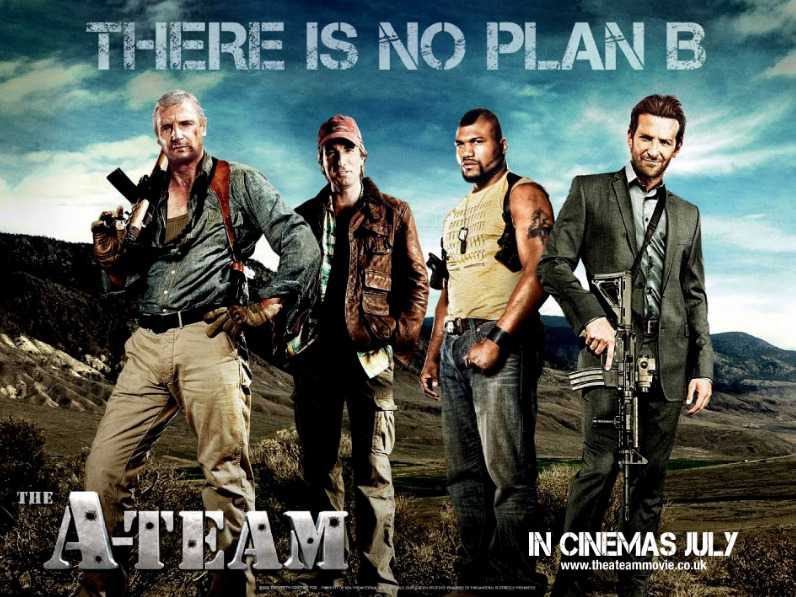 THERE IS NO PLAN B
THE
A-TEAM
IN CINEMAS JULY
www.theateammovie.co.uk